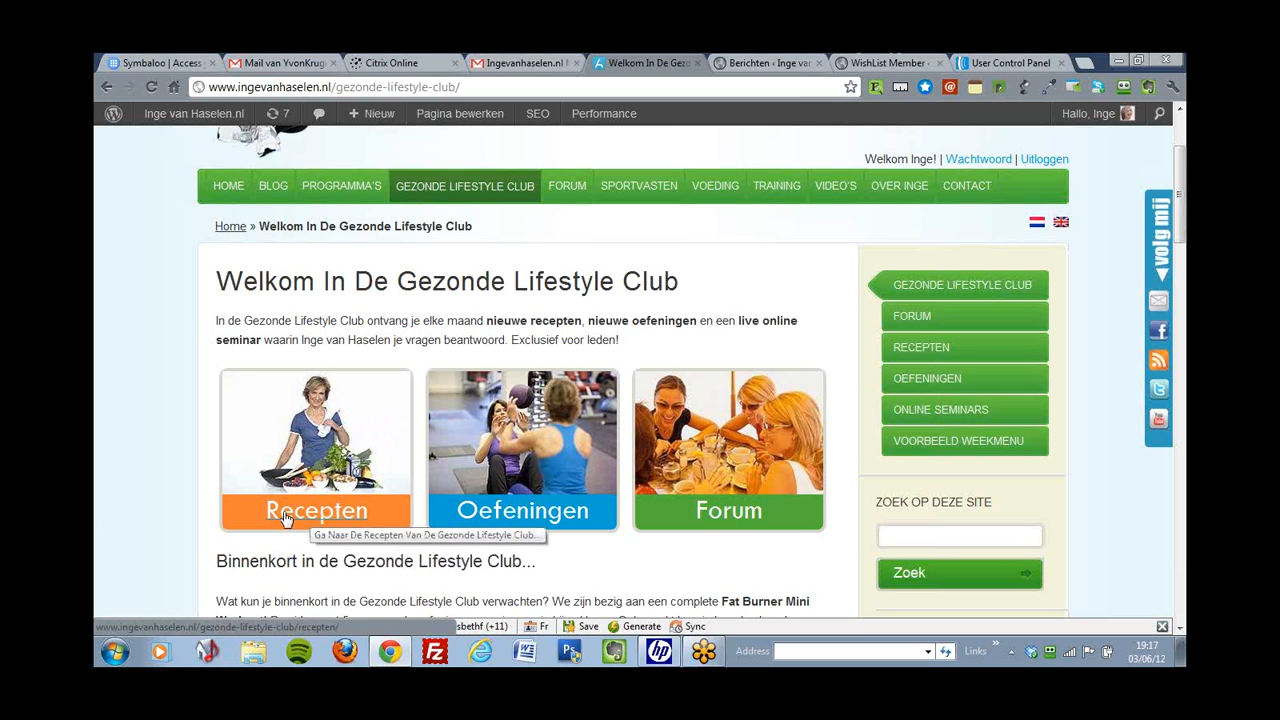 Symbaloo | Access
Mail van YvonKrug
Citrix Online
Ingevanhaselen.nl
Welkom In De Gezo
Berichten ‹ Inge van
WishList Member
User Control Panel
www.ingevanhaselen.nl/gezonde-lifestyle-club/
Inge van Haselen.nl 7 + Nieuw Pagina bewerken SEO Performance Hallo, Inge
Welkom Inge! | Wachtwoord | Uitloggen
HOME BLOG PROGRAMMA'S GEZONDE LIFESTYLE CLUB FORUM SPORTVASTEN VOEDING TRAINING VIDEO'S OVER INGE CONTACT
Home » Welkom In De Gezonde Lifestyle Club
volg mij
Welkom In De Gezonde Lifestyle Club
In de Gezonde Lifestyle Club ontvang je elke maand nieuwe recepten, nieuwe oefeningen en een live online
seminar waarin Inge van Haselen je vragen beantwoord. Exclusief voor leden!
GEZONDE LIFESTYLE CLUB
FORUM
RECEPTEN
OEFENINGEN
ONLINE SEMINARS
VOORBEELD WEEKMENU
Recepten
Oefeningen
Forum
Ga Naar De Recepten Van De Gezonde Lifestyle Club...
ZOEK OP DEZE SITE
Zoek
Binnenkort in de Gezonde Lifestyle Club...
Wat kun je binnenkort in de Gezonde Lifestyle Club verwachten? We zijn bezig aan een complete Fat Burner Mini
www.ingevanhaselen.nl/gezonde-lifestyle-club/recepten/
sbethf (+11) Fr Save Generate Sync
Address Links »
19:17
03/06/12